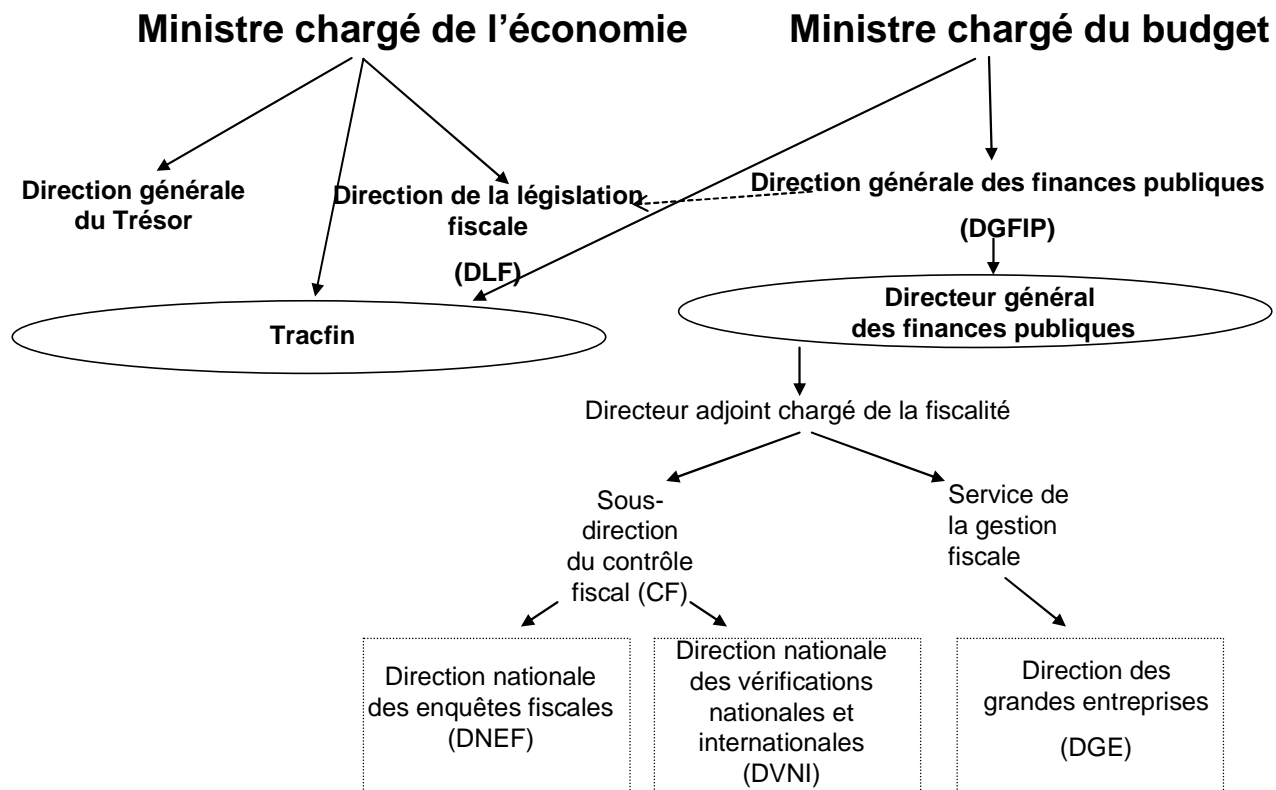 Ministre chargé de l’économie
Ministre chargé du budget
Direction générale
du Trésor
Direction de la législation
fiscale
(DLF)
Direction générale des finances publiques
(DGFIP)
Tracfin
Directeur général
des finances publiques
Directeur adjoint chargé de la fiscalité
Sous-
direction
du contrôle
fiscal (CF)
Service de
la gestion
fiscale
Direction nationale
des enquêtes fiscales
(DNEF)
Direction nationale
des vérifications
nationales et
internationales
(DVNI)
Direction des
grandes entreprises
(DGE)